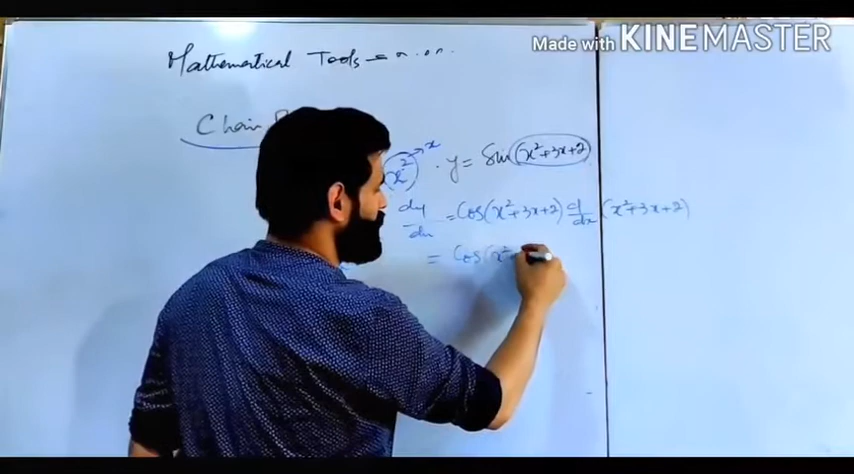 Made with KINEMASTER
Mathematical Tools
Chain
x² → x · y = Sin(x²+3x+2)
dy/dx = Cos(x²+3x+2) d/dx (x²+3x+2)
= Cos(x²